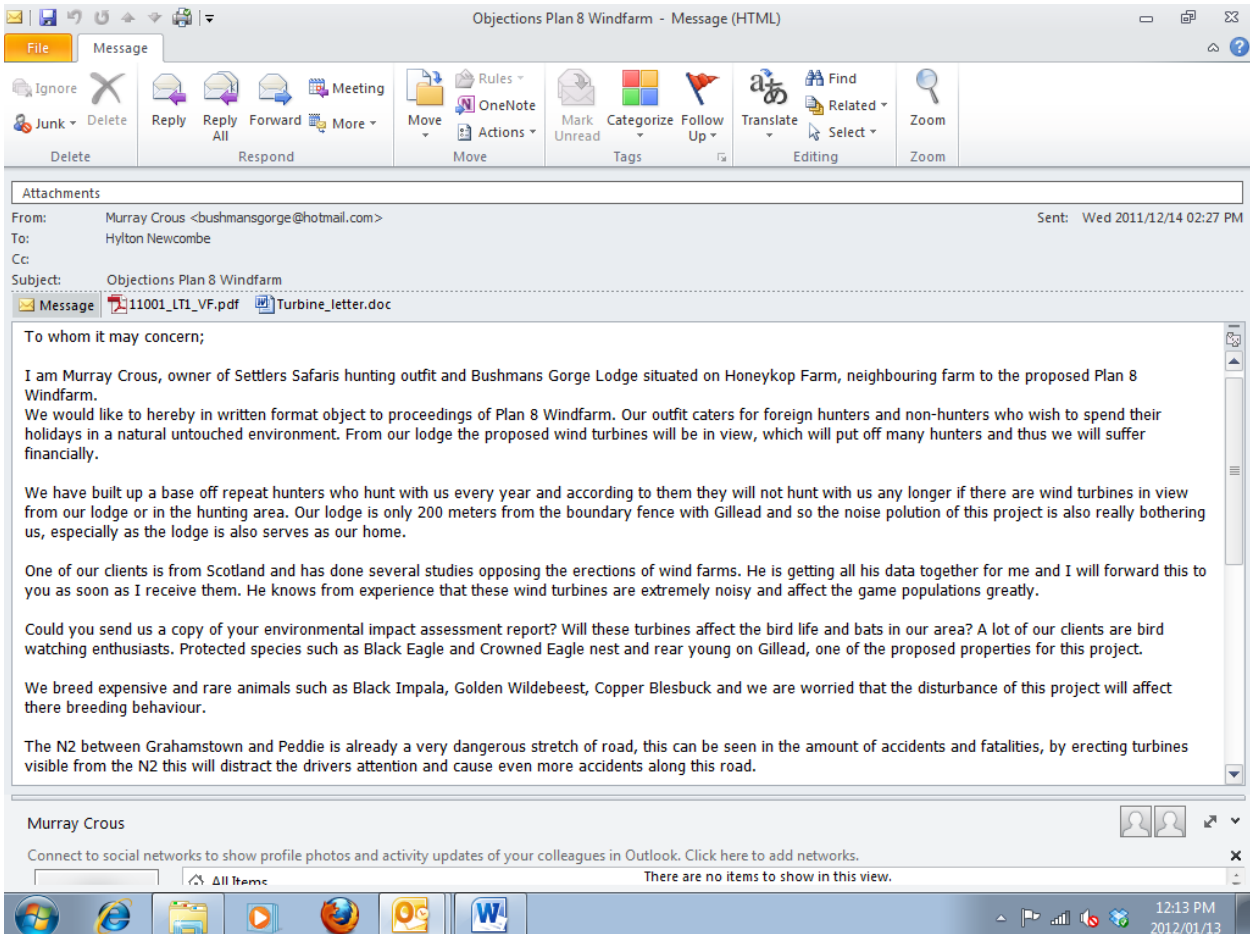 Objections Plan 8 Windfarm - Message (HTML)
File Message
Ignore Delete Reply Reply All Forward Meeting Move Rules Mark Unread Categorize Follow Up Translate Find Zoom
Junk More OneNote Related
Actions Select
Delete Respond Move Tags Editing Zoom
Attachments
From: Murray Crous <bushmansgorge@hotmail.com> Sent: Wed 2011/12/14 02:27 PM
To: Hylton Newcombe
Cc:
Subject: Objections Plan 8 Windfarm
Message 11001_LT1_VF.pdf Turbine_letter.doc
To whom it may concern;
I am Murray Crous, owner of Settlers Safaris hunting outfit and Bushmans Gorge Lodge situated on Honeykop Farm, neighbouring farm to the proposed Plan 8
Windfarm.
We would like to hereby in written format object to proceedings of Plan 8 Windfarm. Our outfit caters for foreign hunters and non-hunters who wish to spend their
holidays in a natural untouched environment. From our lodge the proposed wind turbines will be in view, which will put off many hunters and thus we will suffer
financially.
We have built up a base off repeat hunters who hunt with us every year and according to them they will not hunt with us any longer if there are wind turbines in view
from our lodge or in the hunting area. Our lodge is only 200 meters from the boundary fence with Gillead and so the noise polution of this project is also really bothering
us, especially as the lodge is also serves as our home.
One of our clients is from Scotland and has done several studies opposing the erections of wind farms. He is getting all his data together for me and I will forward this to
you as soon as I receive them. He knows from experience that these wind turbines are extremely noisy and affect the game populations greatly.
Could you send us a copy of your environmental impact assessment report? Will these turbines affect the bird life and bats in our area? A lot of our clients are bird
watching enthusiasts. Protected species such as Black Eagle and Crowned Eagle nest and rear young on Gillead, one of the proposed properties for this project.
We breed expensive and rare animals such as Black Impala, Golden Wildebeest, Copper Blesbuck and we are worried that the disturbance of this project will affect
there breeding behaviour.
The N2 between Grahamstown and Peddie is already a very dangerous stretch of road, this can be seen in the amount of accidents and fatalities, by erecting turbines
visible from the N2 this will distract the drivers attention and cause even more accidents along this road.
Murray Crous
Connect to social networks to show profile photos and activity updates of your colleagues in Outlook. Click here to add networks.
All Items There are no items to show in this view.
12:13 PM
2012/01/13